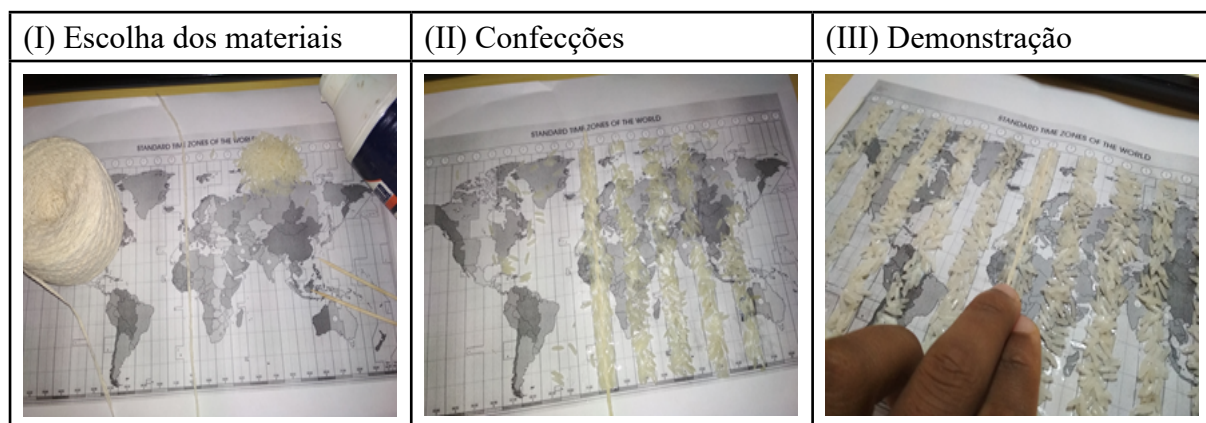 (I) Escolha dos materiais
(II) Confecções
(III) Demonstração
STANDARD TIME ZONES OF THE WORLD
STANDARD TIME ZONES OF THE WORLD
STANDARD TIME ZONES OF THE WORLD